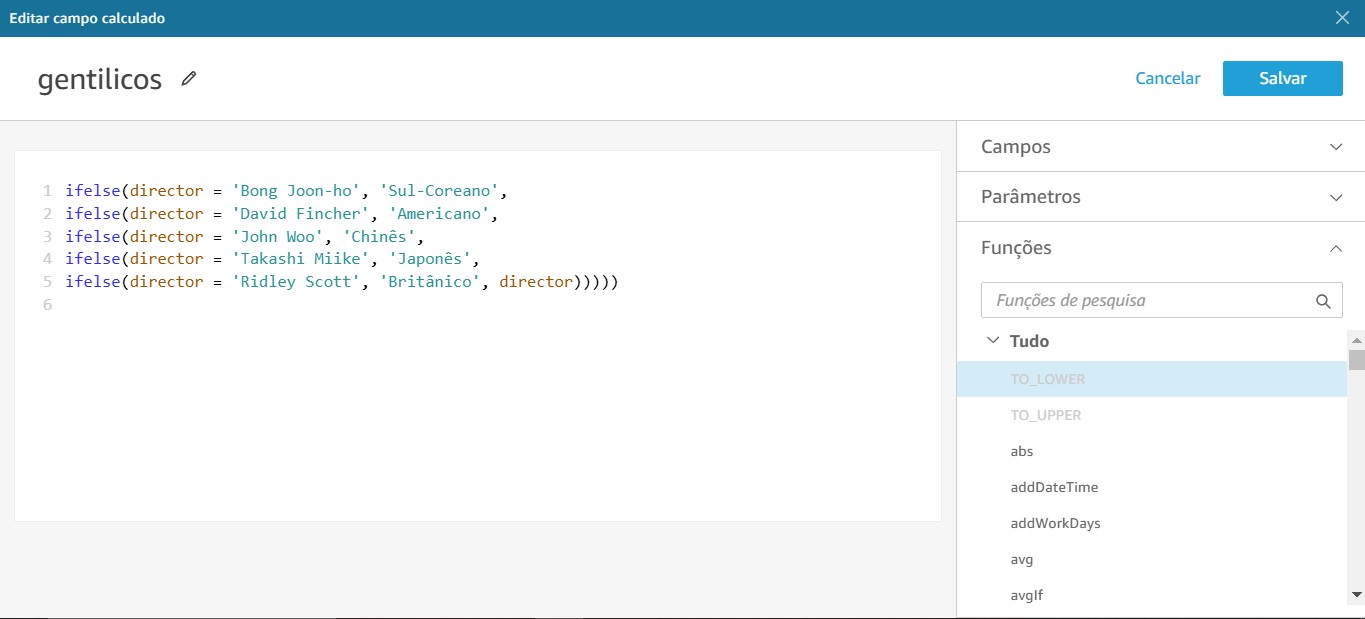 Editar campo calculado
gentilicos
Cancelar
Salvar
1 ifelse(director = 'Bong Joon-ho', 'Sul-Coreano',
2 ifelse(director = 'David Fincher', 'Americano',
3 ifelse(director = 'John Woo', 'Chinês',
4 ifelse(director = 'Takashi Miike', 'Japonês',
5 ifelse(director = 'Ridley Scott', 'Britânico', director)))))
6
Campos
Parâmetros
Funções
Funções de pesquisa
Tudo
TO_LOWER
TO_UPPER
abs
addDateTime
addWorkDays
avg
avgIf